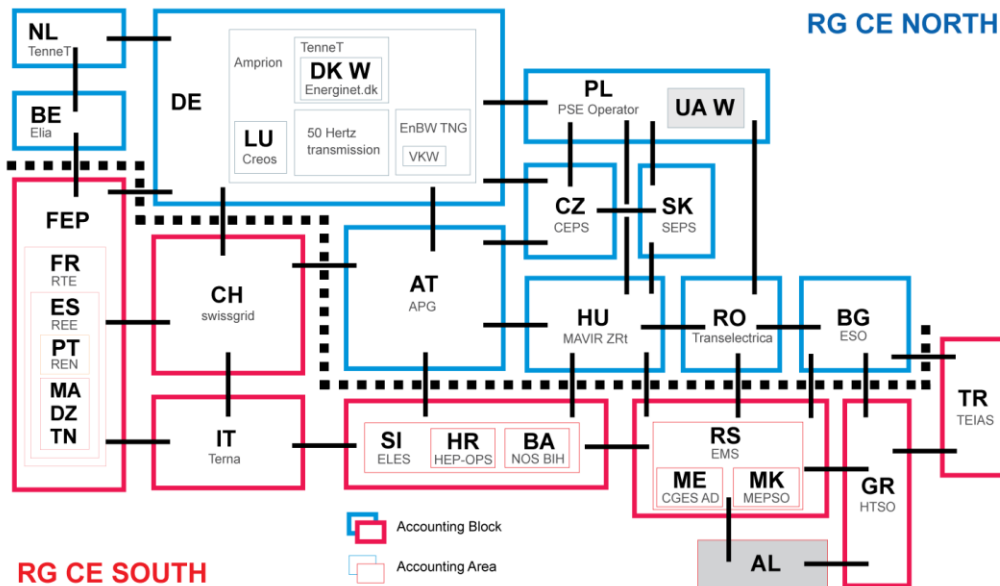 RG CE NORTH
NL
TenneT
BE
Elia
DE
Amprion
TenneT
DK W
Energinet.dk
LU
Creos
50 Hertz
transmission
EnBW TNG
VKW
PL
PSE Operator
UA W
CZ
CEPS
SK
SEPS
FEP
FR
RTE
ES
REE
PT
REN
MA
DZ
TN
CH
swissgrid
AT
APG
HU
MAVIR ZRt
RO
Transelectrica
BG
ESO
TR
TEIAS
IT
Terna
SI
ELES
HR
HEP-OPS
BA
NOS BIH
RS
EMS
ME
CGES AD
MK
MEPSO
GR
HTSO
AL
Accounting Block
Accounting Area
RG CE SOUTH